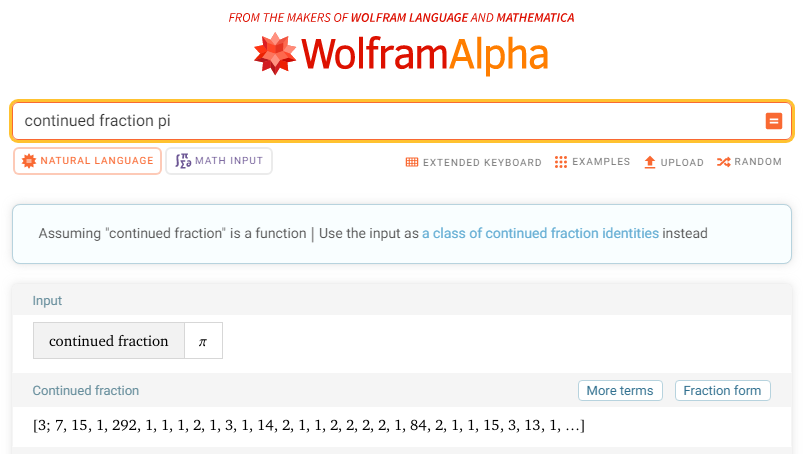 FROM THE MAKERS OF WOLFRAM LANGUAGE AND MATHEMATICA
WolframAlpha
continued fraction pi
NATURAL LANGUAGE MATH INPUT EXTENDED KEYBOARD EXAMPLES UPLOAD RANDOM
Assuming "continued fraction" is a function | Use the input as a class of continued fraction identities instead
Input
continued fraction π
Continued fraction More terms Fraction form
[3; 7, 15, 1, 292, 1, 1, 1, 2, 1, 3, 1, 14, 2, 1, 1, 2, 2, 2, 2, 1, 84, 2, 1, 1, 15, 3, 13, 1, …]